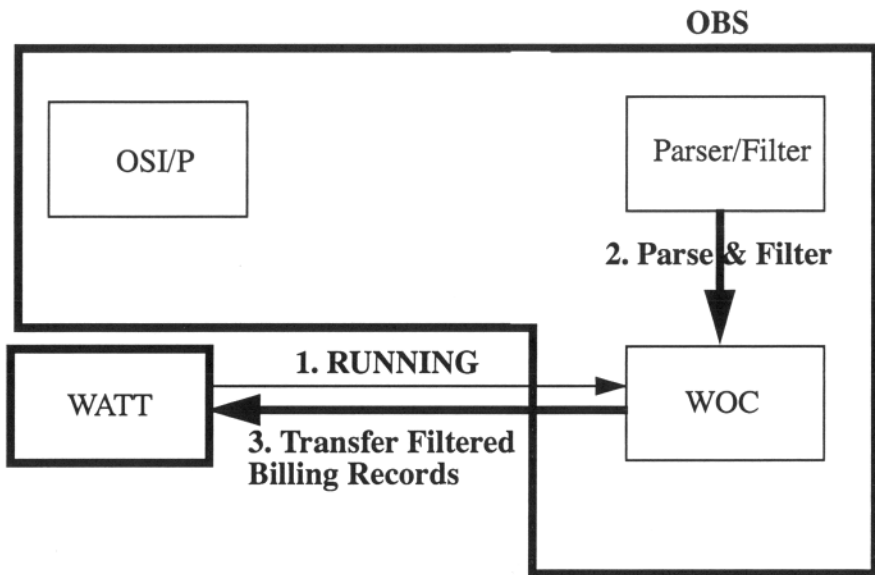 OBS
OSI/P
Parser/Filter
2. Parse & Filter
1. RUNNING
WATT
WOC
3. Transfer Filtered
Billing Records